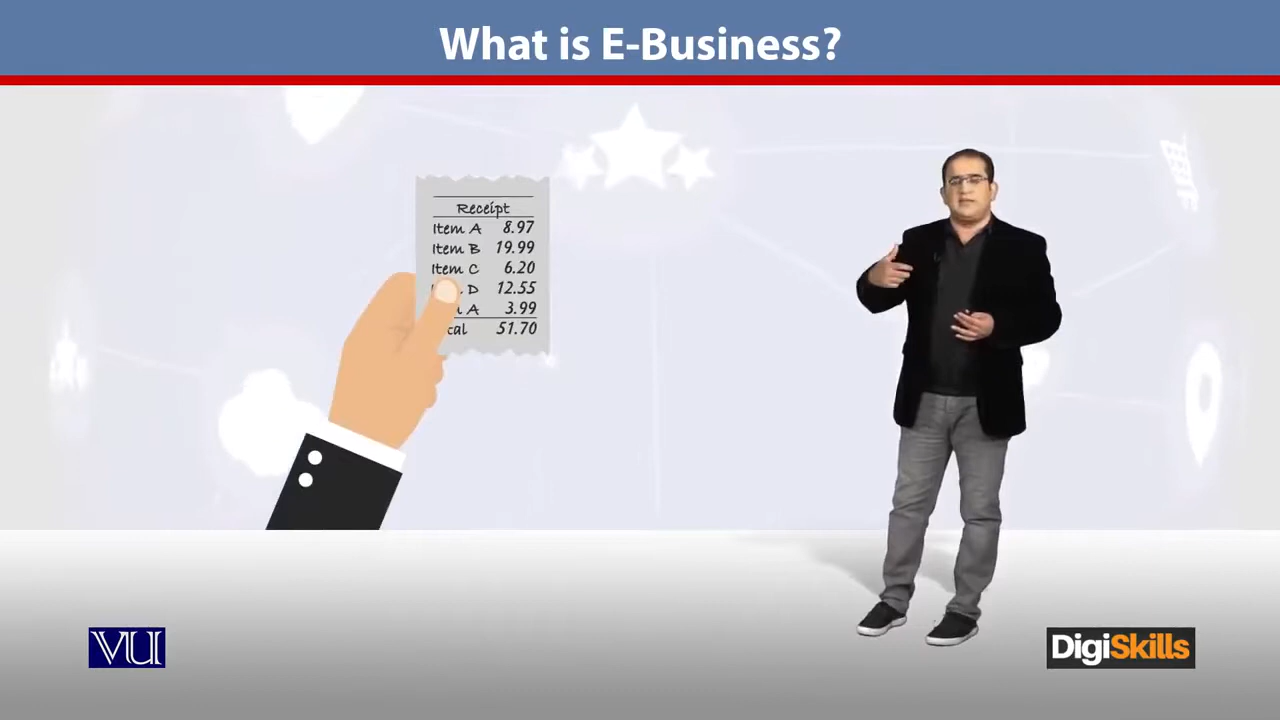 What is E-Business?
Receipt
Item A 8.97
Item B 19.99
Item C 6.20
D 12.55
A 3.99
51.70
VU
DigiSkills